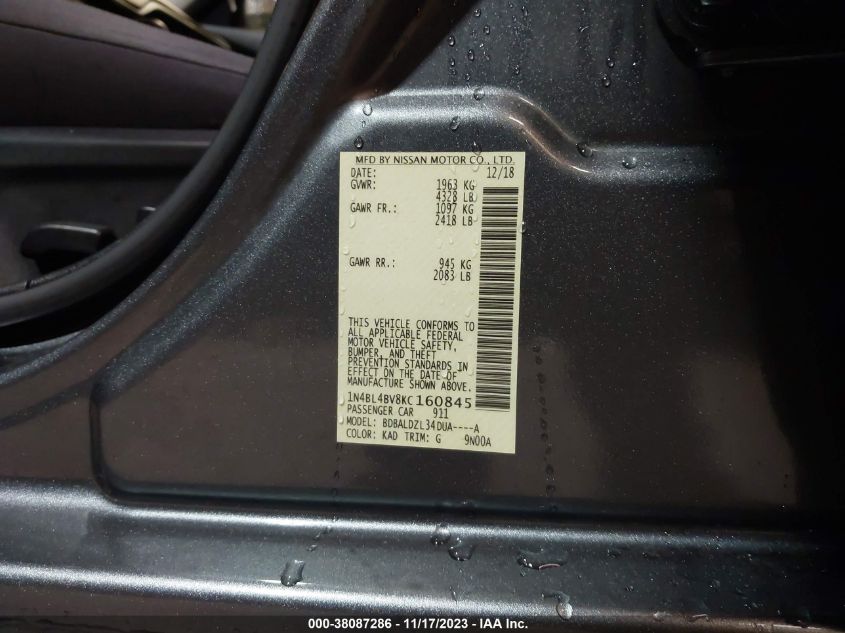 MFD BY NISSAN MOTOR CO., LTD.
DATE: 12/18
GVWR: 1963 KG
4328 LB
GAWR FR.: 1097 KG
2418 LB
GAWR RR.: 945 KG
2083 LB
THIS VEHICLE CONFORMS TO
ALL APPLICABLE FEDERAL
MOTOR VEHICLE SAFETY,
BUMPER, AND THEFT
PREVENTION STANDARDS IN
EFFECT ON THE DATE OF
MANUFACTURE SHOWN ABOVE.
1N4BL4BV8KC160845
PASSENGER CAR 911
MODEL: BDBALDZL34DUA----A
COLOR: KAD TRIM: G 9N00A
000-38087286 - 11/17/2023 - IAA Inc.